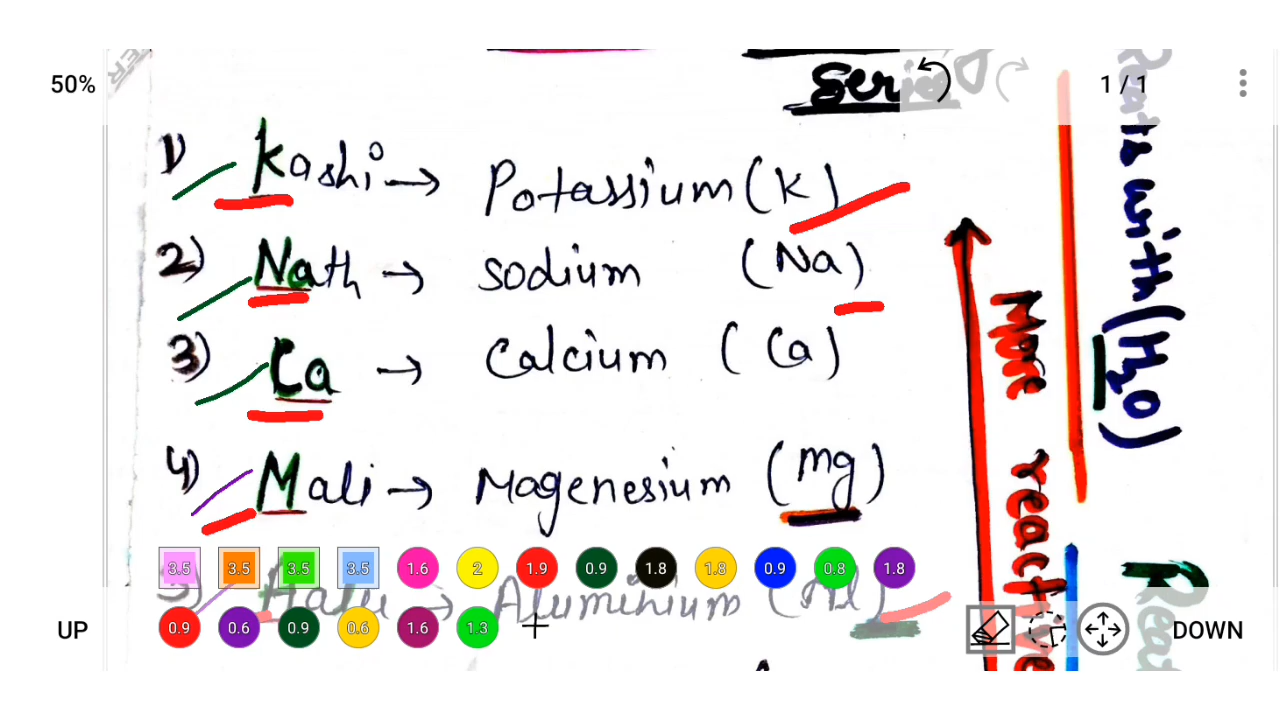 50%
Series
1 / 1
1) Kashi → Potassium (K)
2) Nath → sodium (Na)
3) Ca → Calcium (Ca)
4) Mali → Magenesium (mg)
3.5 3.5 3.5 3.5 1.6 2 1.9 0.9 1.8 1.8 0.9 0.8 1.8
5) → Aluminium (Al)
UP 0.9 0.6 0.9 0.6 1.6 1.3 + DOWN
More reactive
Reacts with (H2O)